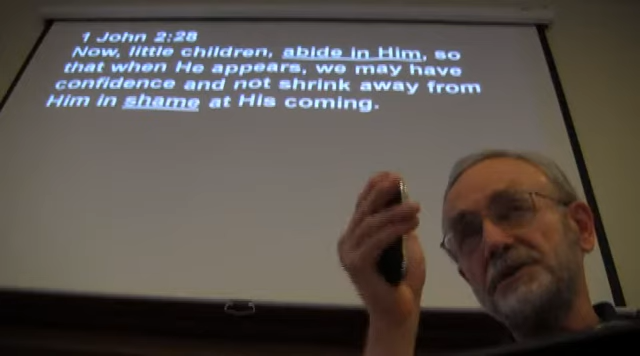 1 John 2:28
Now, little children, abide in Him, so
that when He appears, we may have
confidence and not shrink away from
Him in shame at His coming.